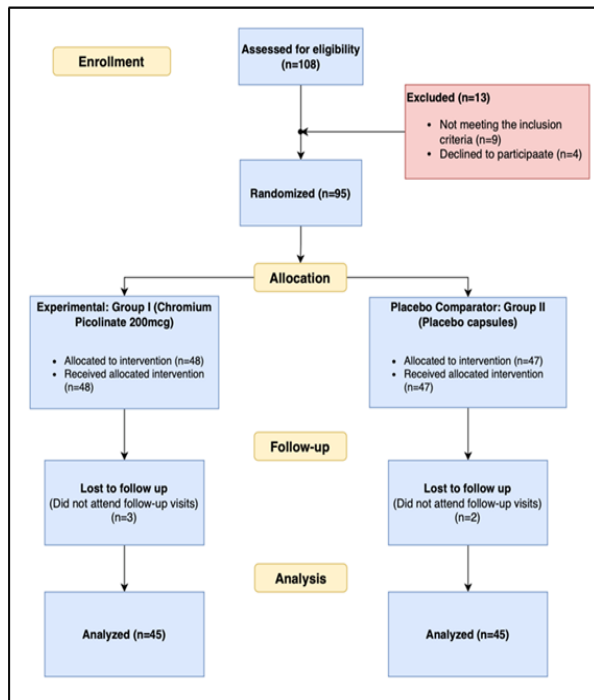 Enrollment
Assessed for eligibility
(n=108)
Excluded (n=13)
• Not meeting the inclusion
criteria (n=9)
• Declined to participaate (n=4)
Randomized (n=95)
Allocation
Experimental: Group I (Chromium
Picolinate 200mcg)
• Allocated to intervention (n=48)
• Received allocated intervention
(n=48)
Placebo Comparator: Group II
(Placebo capsules)
• Allocated to intervention (n=47)
• Received allocated intervention
(n=47)
Follow-up
Lost to follow up
(Did not attend follow-up visits)
(n=3)
Lost to follow up
(Did not attend follow-up visits)
(n=2)
Analysis
Analyzed (n=45)
Analyzed (n=45)